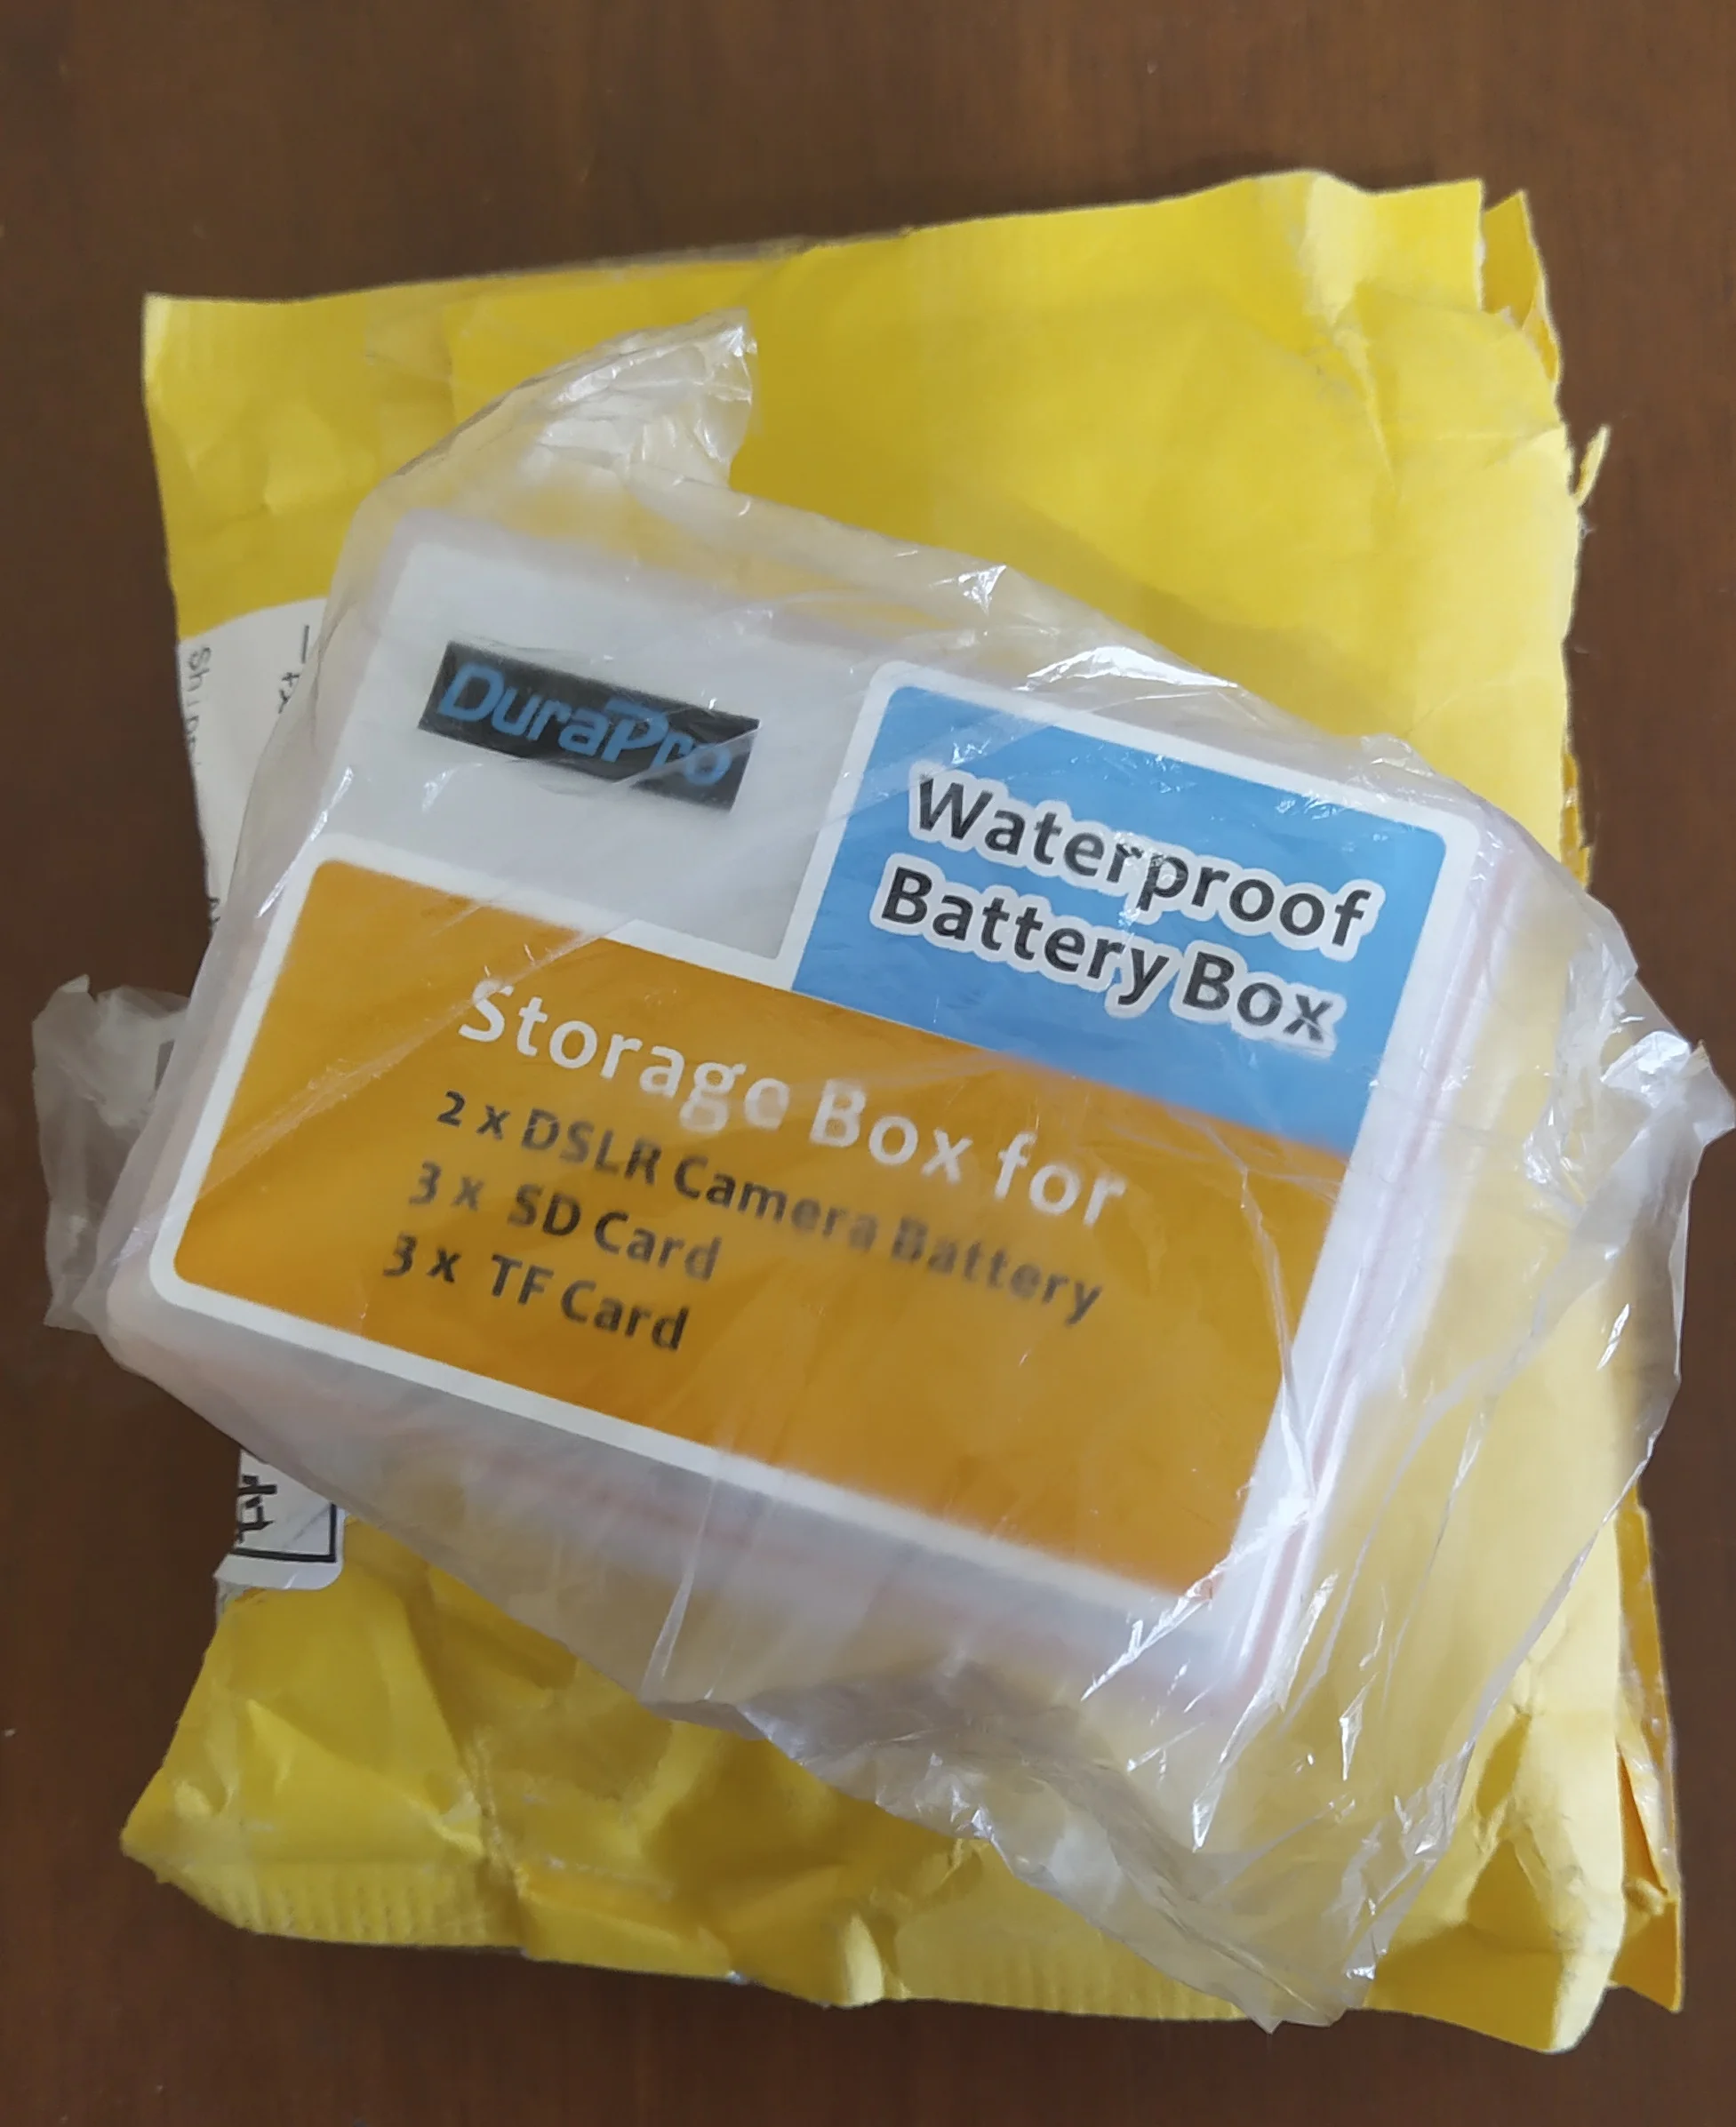 DuraPro
Waterproof
Battery Box
Storage Box for
2 x DSLR Camera Battery
3 x SD Card
3 x TF Card